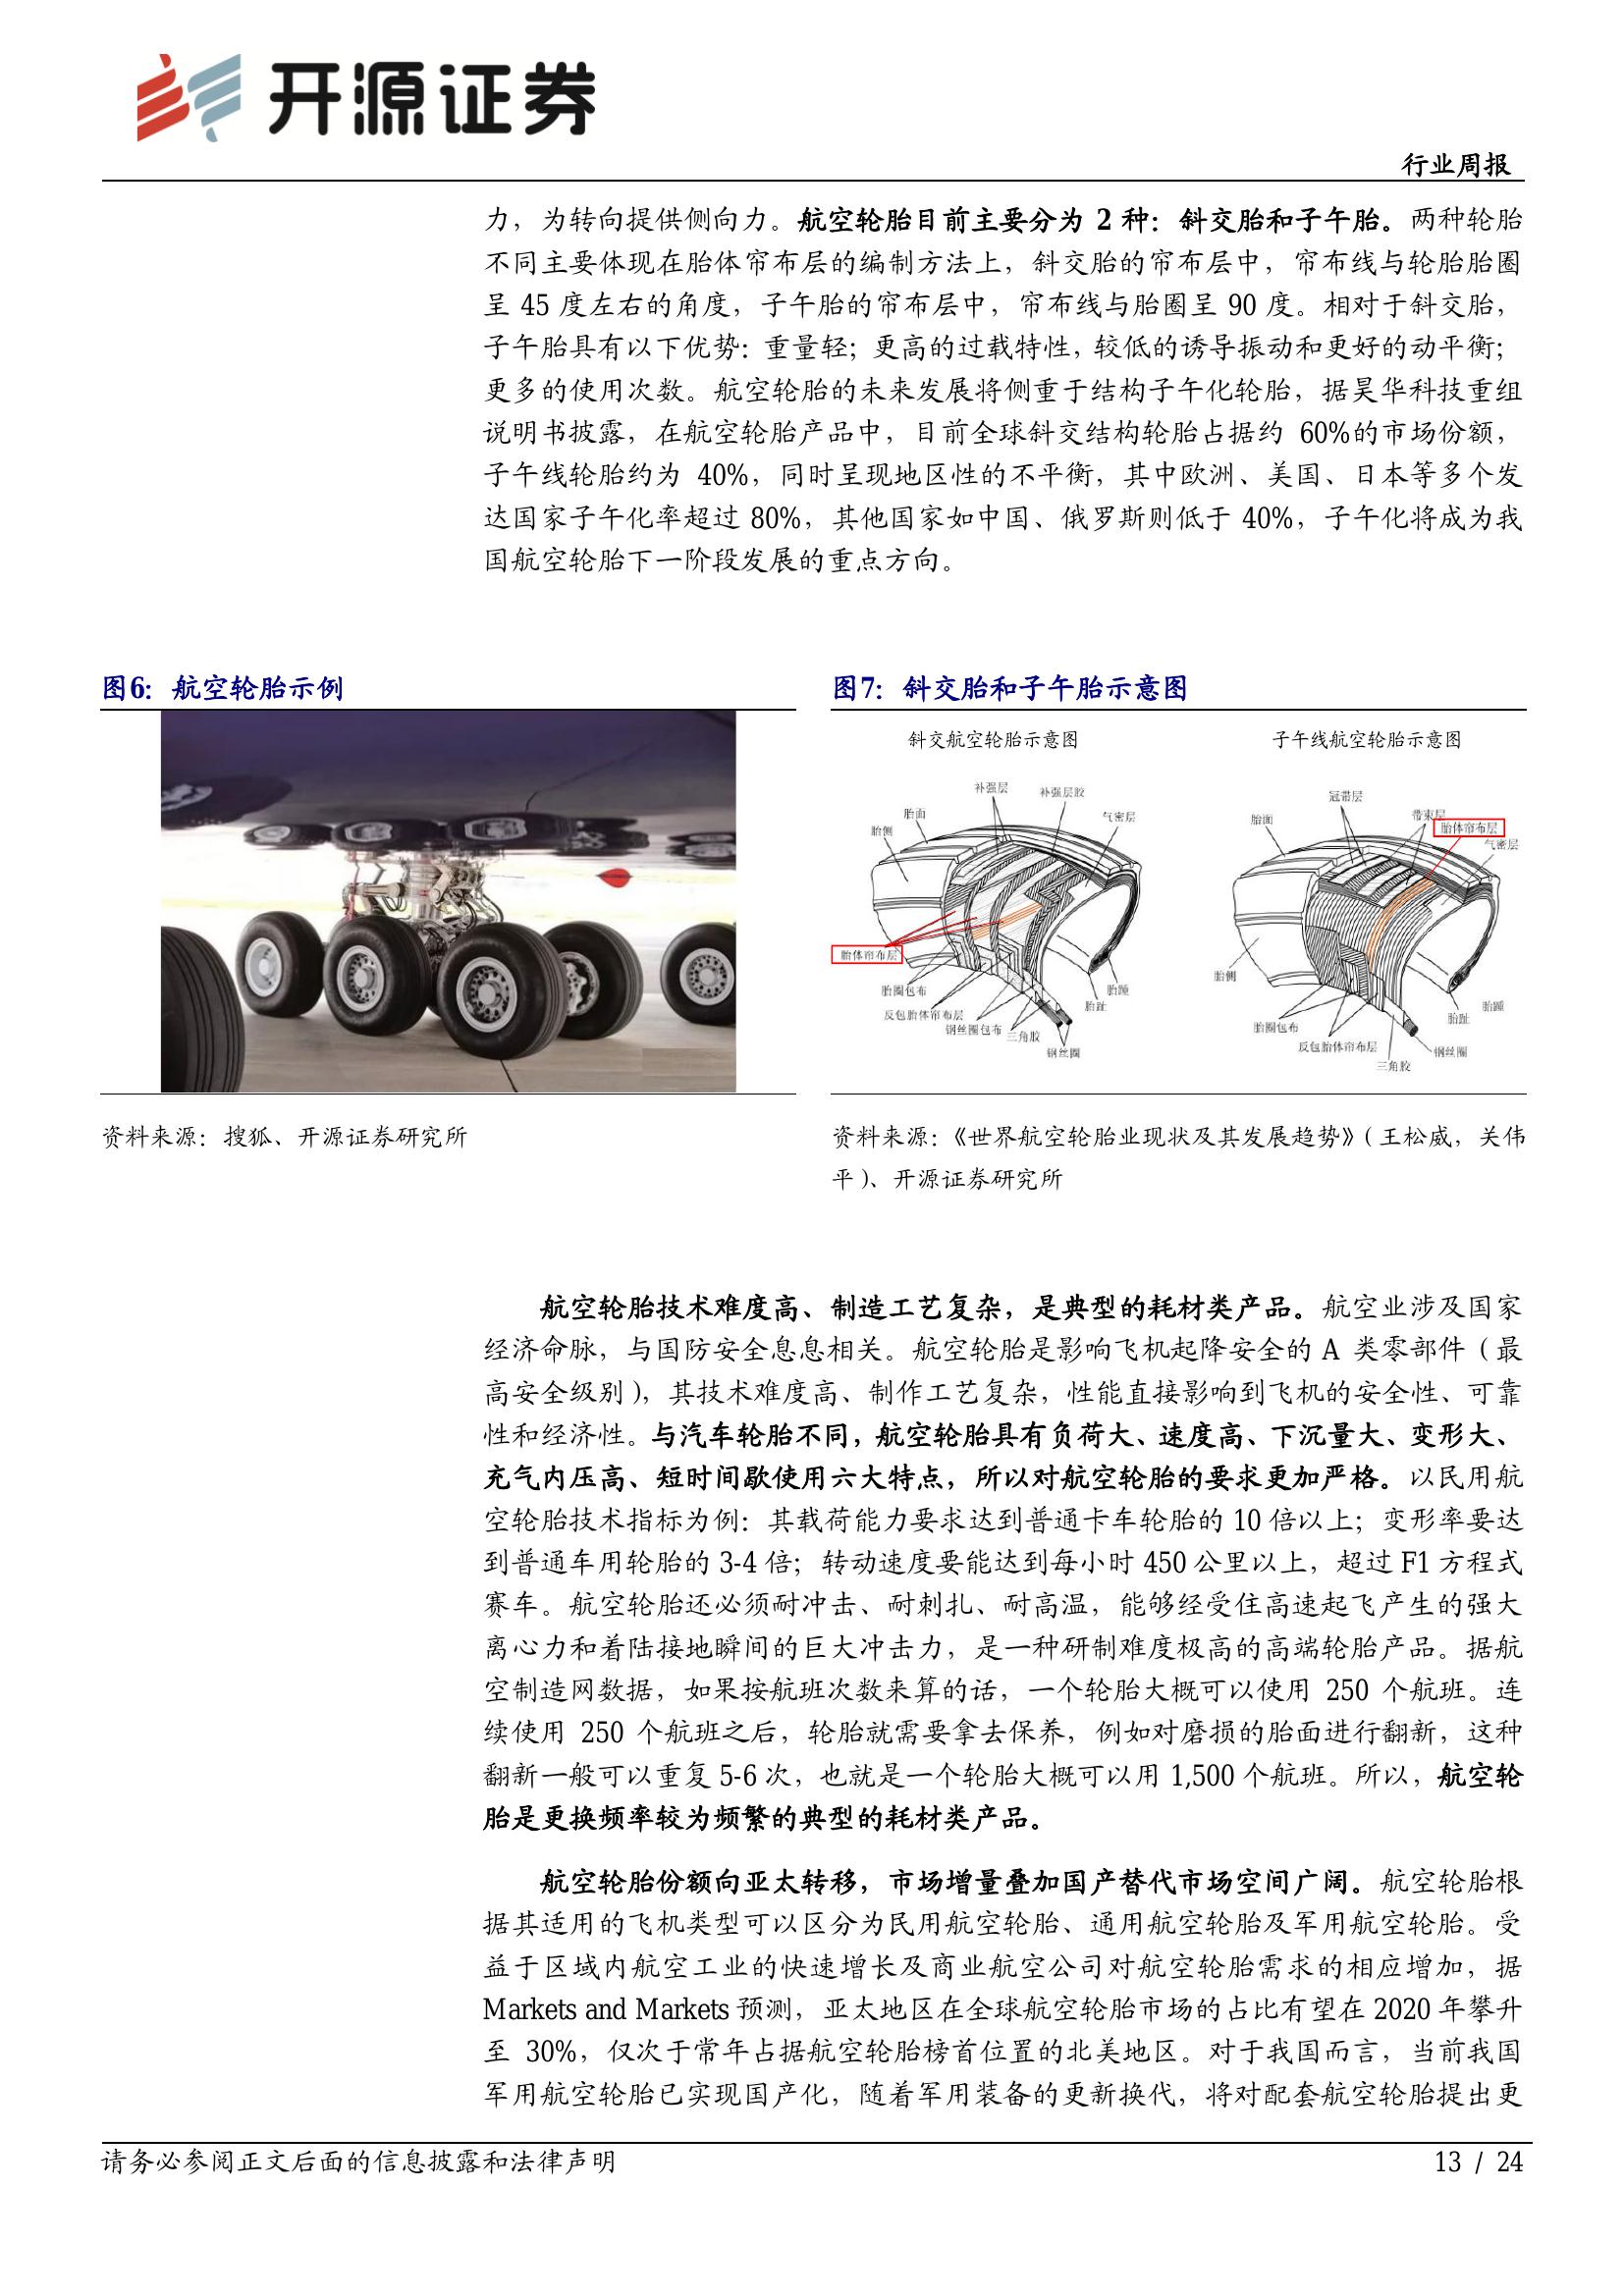 开源证券
行业周报
力，为转向提供侧向力。航空轮胎目前主要分为 2 种：斜交胎和子午胎。两种轮胎
不同主要体现在胎体帘布层的编制方法上，斜交胎的帘布层中，帘布线与轮胎胎圈
呈 45 度左右的角度，子午胎的帘布层中，帘布线与胎圈呈 90 度。相对于斜交胎，
子午胎具有以下优势：重量轻；更高的过载特性，较低的诱导振动和更好的动平衡；
更多的使用次数。航空轮胎的未来发展将侧重于结构子午化轮胎，据昊华科技重组
说明书披露，在航空轮胎产品中，目前全球斜交结构轮胎占据约 60%的市场份额，
子午线轮胎约为 40%，同时呈现地区性的不平衡，其中欧洲、美国、日本等多个发
达国家子午化率超过 80%，其他国家如中国、俄罗斯则低于 40%，子午化将成为我
国航空轮胎下一阶段发展的重点方向。
图6：航空轮胎示例
图7：斜交胎和子午胎示意图
斜交航空轮胎示意图
补强层
补强层胶
胎面
气密层
胎侧
胎体帘布层
胎圈包布
胎踵
胎趾
反包胎体帘布层
钢丝圈包布
三角胶
钢丝圈
子午线航空轮胎示意图
冠带层
胎面
带束层
胎体帘布层
气密层
胎侧
胎踵
胎趾
胎圈包布
反包胎体帘布层
钢丝圈
三角胶
资料来源：搜狐、开源证券研究所
资料来源：《世界航空轮胎业现状及其发展趋势》（王松威，关伟
平）、开源证券研究所
航空轮胎技术难度高、制造工艺复杂，是典型的耗材类产品。航空业涉及国家
经济命脉，与国防安全息息相关。航空轮胎是影响飞机起降安全的 A 类零部件（最
高安全级别），其技术难度高、制作工艺复杂，性能直接影响到飞机的安全性、可靠
性和经济性。与汽车轮胎不同，航空轮胎具有负荷大、速度高、下沉量大、变形大、
充气内压高、短时间歇使用六大特点，所以对航空轮胎的要求更加严格。以民用航
空轮胎技术指标为例：其载荷能力要求达到普通卡车轮胎的 10 倍以上；变形率要达
到普通车用轮胎的 3-4 倍；转动速度要能达到每小时 450 公里以上，超过 F1 方程式
赛车。航空轮胎还必须耐冲击、耐刺扎、耐高温，能够经受住高速起飞产生的强大
离心力和着陆接地瞬间的巨大冲击力，是一种研制难度极高的高端轮胎产品。据航
空制造网数据，如果按航班次数来算的话，一个轮胎大概可以使用 250 个航班。连
续使用 250 个航班之后，轮胎就需要拿去保养，例如对磨损的胎面进行翻新，这种
翻新一般可以重复 5-6 次，也就是一个轮胎大概可以用 1,500 个航班。所以，航空轮
胎是更换频率较为频繁的典型的耗材类产品。
航空轮胎份额向亚太转移，市场增量叠加国产替代市场空间广阔。航空轮胎根
据其适用的飞机类型可以区分为民用航空轮胎、通用航空轮胎及军用航空轮胎。受
益于区域内航空工业的快速增长及商业航空公司对航空轮胎需求的相应增加，据
Markets and Markets 预测，亚太地区在全球航空轮胎市场的占比有望在 2020 年攀升
至 30%，仅次于常年占据航空轮胎榜首位置的北美地区。对于我国而言，当前我国
军用航空轮胎已实现国产化，随着军用装备的更新换代，将对配套航空轮胎提出更
请务必参阅正文后面的信息披露和法律声明
13 / 24